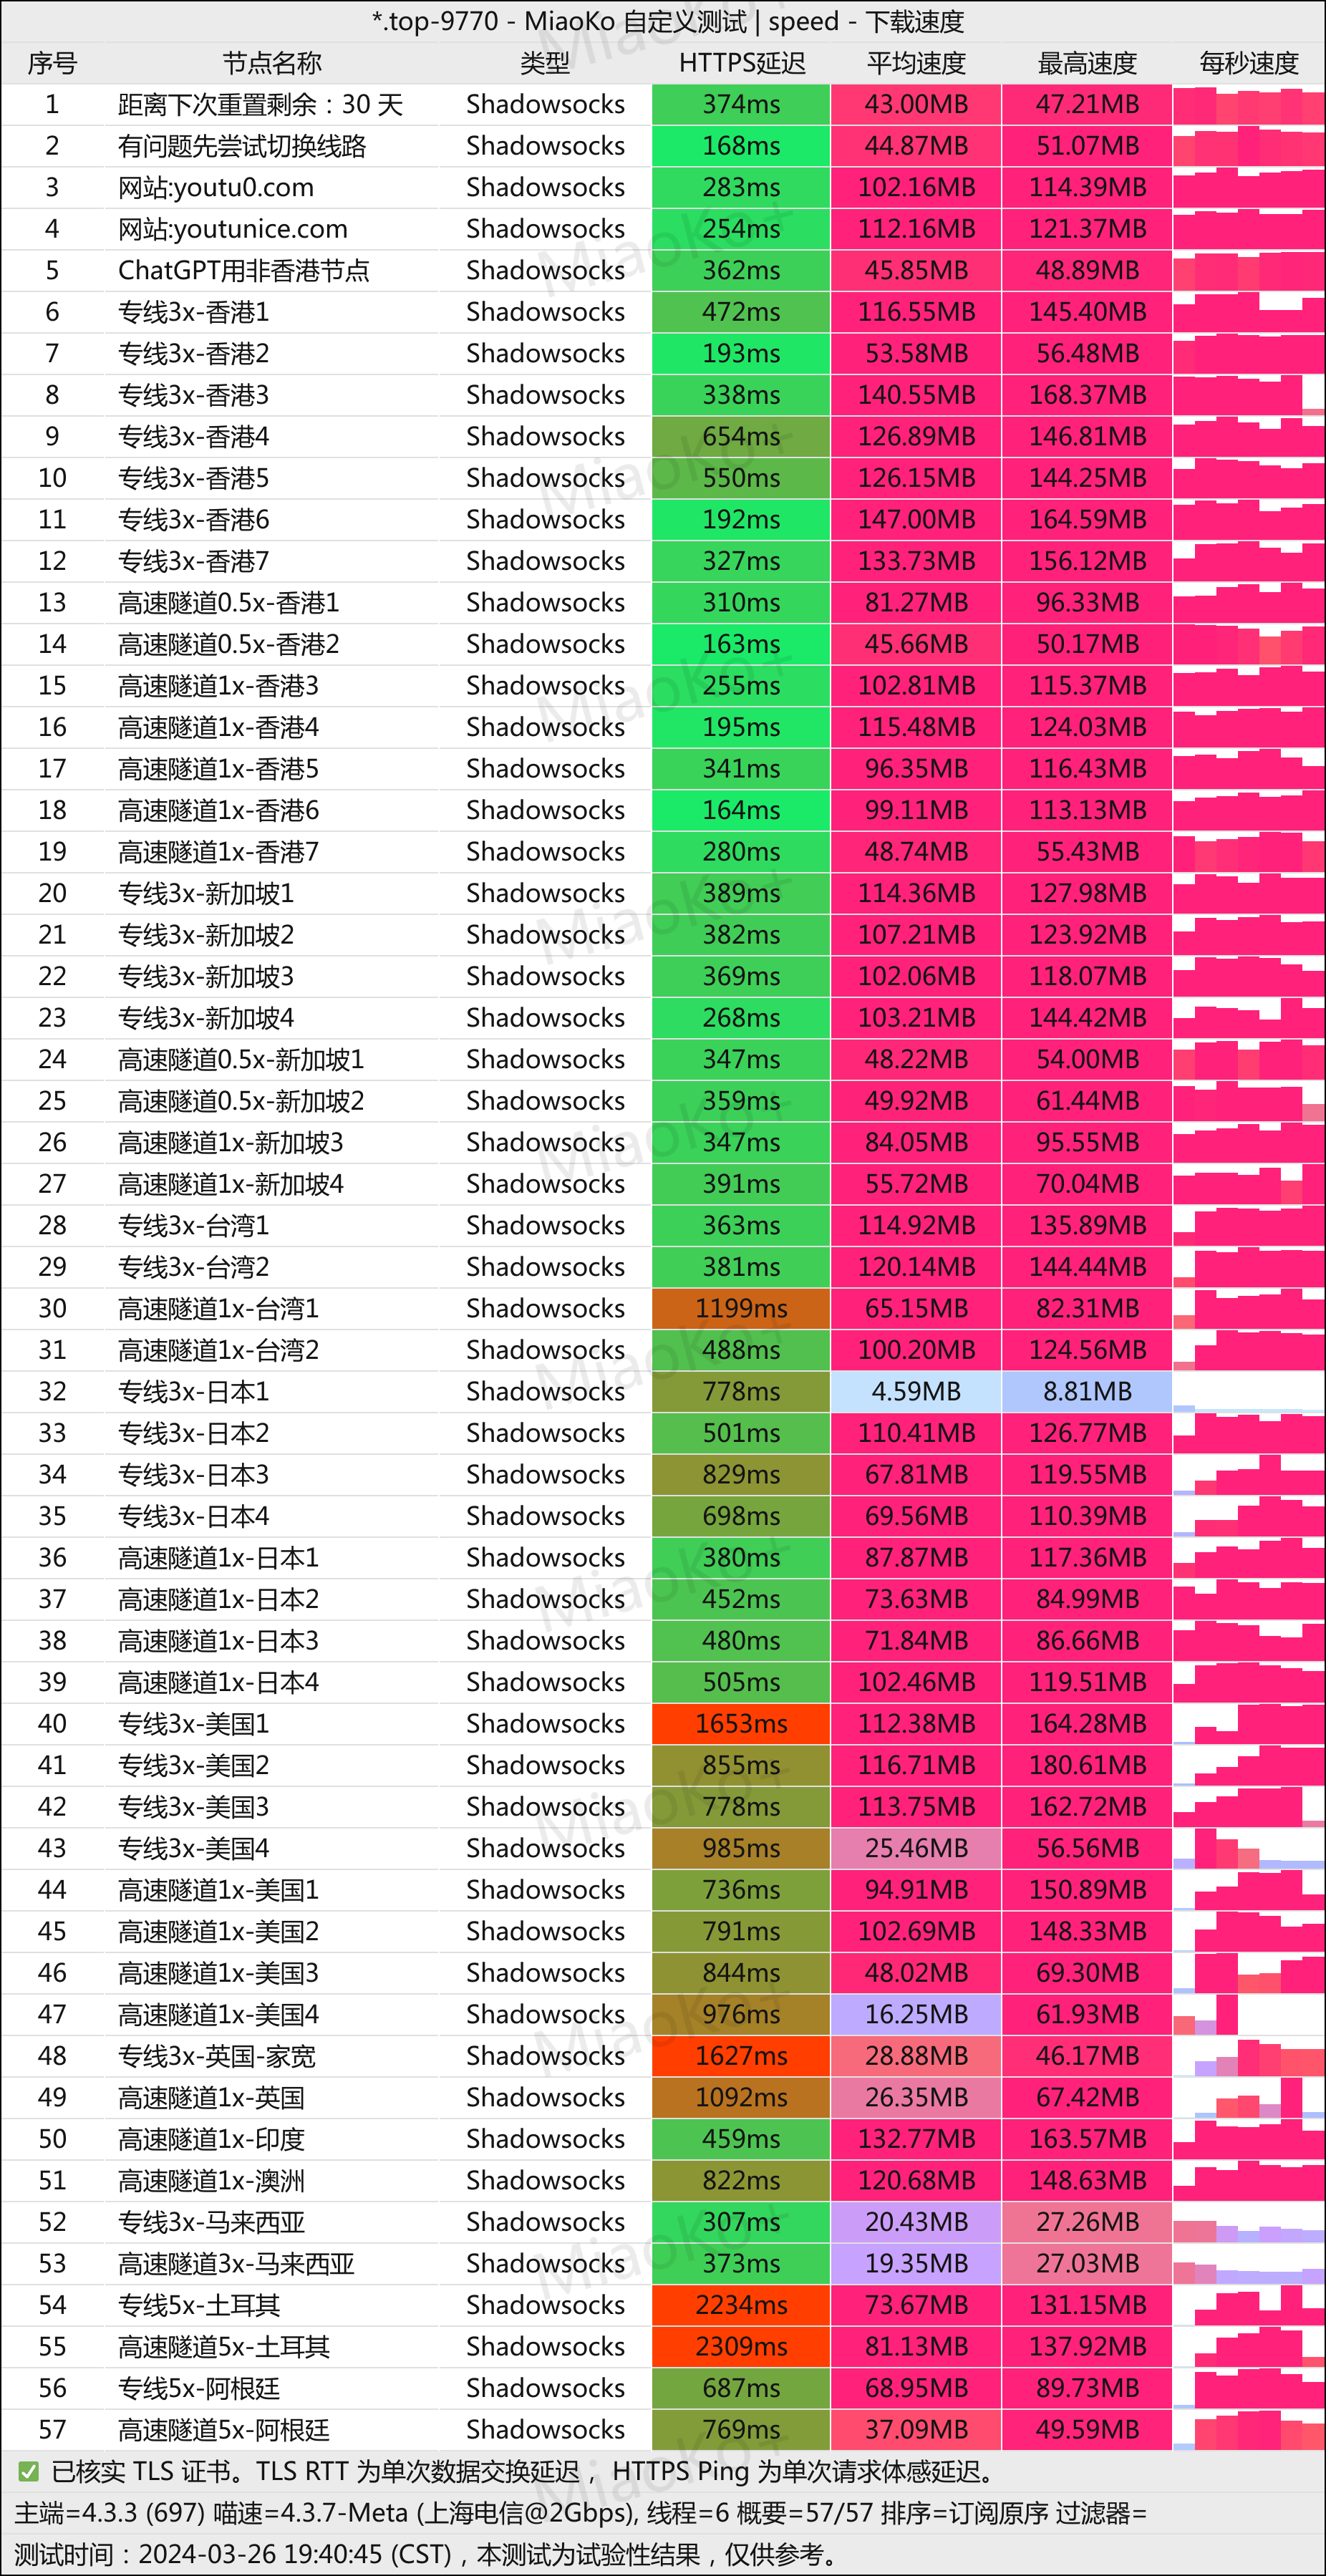 *.top-9770 - MiaoKo 自定义测试 | speed - 下载速度
序号 节点名称 类型 HTTPS延迟 平均速度 最高速度 每秒速度
1 距离下次重置剩余：30 天 Shadowsocks 374ms 43.00MB 47.21MB
2 有问题先尝试切换线路 Shadowsocks 168ms 44.87MB 51.07MB
3 网站:youtu0.com Shadowsocks 283ms 102.16MB 114.39MB
4 网站:youtunice.com Shadowsocks 254ms 112.16MB 121.37MB
5 ChatGPT用非香港节点 Shadowsocks 362ms 45.85MB 48.89MB
6 专线3x-香港1 Shadowsocks 472ms 116.55MB 145.40MB
7 专线3x-香港2 Shadowsocks 193ms 53.58MB 56.48MB
8 专线3x-香港3 Shadowsocks 338ms 140.55MB 168.37MB
9 专线3x-香港4 Shadowsocks 654ms 126.89MB 146.81MB
10 专线3x-香港5 Shadowsocks 550ms 126.15MB 144.25MB
11 专线3x-香港6 Shadowsocks 192ms 147.00MB 164.59MB
12 专线3x-香港7 Shadowsocks 327ms 133.73MB 156.12MB
13 高速隧道0.5x-香港1 Shadowsocks 310ms 81.27MB 96.33MB
14 高速隧道0.5x-香港2 Shadowsocks 163ms 45.66MB 50.17MB
15 高速隧道1x-香港3 Shadowsocks 255ms 102.81MB 115.37MB
16 高速隧道1x-香港4 Shadowsocks 195ms 115.48MB 124.03MB
17 高速隧道1x-香港5 Shadowsocks 341ms 96.35MB 116.43MB
18 高速隧道1x-香港6 Shadowsocks 164ms 99.11MB 113.13MB
19 高速隧道1x-香港7 Shadowsocks 280ms 48.74MB 55.43MB
20 专线3x-新加坡1 Shadowsocks 389ms 114.36MB 127.98MB
21 专线3x-新加坡2 Shadowsocks 382ms 107.21MB 123.92MB
22 专线3x-新加坡3 Shadowsocks 369ms 102.06MB 118.07MB
23 专线3x-新加坡4 Shadowsocks 268ms 103.21MB 144.42MB
24 高速隧道0.5x-新加坡1 Shadowsocks 347ms 48.22MB 54.00MB
25 高速隧道0.5x-新加坡2 Shadowsocks 359ms 49.92MB 61.44MB
26 高速隧道1x-新加坡3 Shadowsocks 347ms 84.05MB 95.55MB
27 高速隧道1x-新加坡4 Shadowsocks 391ms 55.72MB 70.04MB
28 专线3x-台湾1 Shadowsocks 363ms 114.92MB 135.89MB
29 专线3x-台湾2 Shadowsocks 381ms 120.14MB 144.44MB
30 高速隧道1x-台湾1 Shadowsocks 1199ms 65.15MB 82.31MB
31 高速隧道1x-台湾2 Shadowsocks 488ms 100.20MB 124.56MB
32 专线3x-日本1 Shadowsocks 778ms 4.59MB 8.81MB
33 专线3x-日本2 Shadowsocks 501ms 110.41MB 126.77MB
34 专线3x-日本3 Shadowsocks 829ms 67.81MB 119.55MB
35 专线3x-日本4 Shadowsocks 698ms 69.56MB 110.39MB
36 高速隧道1x-日本1 Shadowsocks 380ms 87.87MB 117.36MB
37 高速隧道1x-日本2 Shadowsocks 452ms 73.63MB 84.99MB
38 高速隧道1x-日本3 Shadowsocks 480ms 71.84MB 86.66MB
39 高速隧道1x-日本4 Shadowsocks 505ms 102.46MB 119.51MB
40 专线3x-美国1 Shadowsocks 1653ms 112.38MB 164.28MB
41 专线3x-美国2 Shadowsocks 855ms 116.71MB 180.61MB
42 专线3x-美国3 Shadowsocks 778ms 113.75MB 162.72MB
43 专线3x-美国4 Shadowsocks 985ms 25.46MB 56.56MB
44 高速隧道1x-美国1 Shadowsocks 736ms 94.91MB 150.89MB
45 高速隧道1x-美国2 Shadowsocks 791ms 102.69MB 148.33MB
46 高速隧道1x-美国3 Shadowsocks 844ms 48.02MB 69.30MB
47 高速隧道1x-美国4 Shadowsocks 976ms 16.25MB 61.93MB
48 专线3x-英国-家宽 Shadowsocks 1627ms 28.88MB 46.17MB
49 高速隧道1x-英国 Shadowsocks 1092ms 26.35MB 67.42MB
50 高速隧道1x-印度 Shadowsocks 459ms 132.77MB 163.57MB
51 高速隧道1x-澳洲 Shadowsocks 822ms 120.68MB 148.63MB
52 专线3x-马来西亚 Shadowsocks 307ms 20.43MB 27.26MB
53 高速隧道3x-马来西亚 Shadowsocks 373ms 19.35MB 27.03MB
54 专线5x-土耳其 Shadowsocks 2234ms 73.67MB 131.15MB
55 高速隧道5x-土耳其 Shadowsocks 2309ms 81.13MB 137.92MB
56 专线5x-阿根廷 Shadowsocks 687ms 68.95MB 89.73MB
57 高速隧道5x-阿根廷 Shadowsocks 769ms 37.09MB 49.59MB
✅ 已核实 TLS 证书。TLS RTT 为单次数据交换延迟， HTTPS Ping 为单次请求体感延迟。
主端=4.3.3 (697) 喵速=4.3.7-Meta (上海电信@2Gbps), 线程=6 概要=57/57 排序=订阅原序 过滤器=
测试时间：2024-03-26 19:40:45 (CST)，本测试为试验性结果，仅供参考。